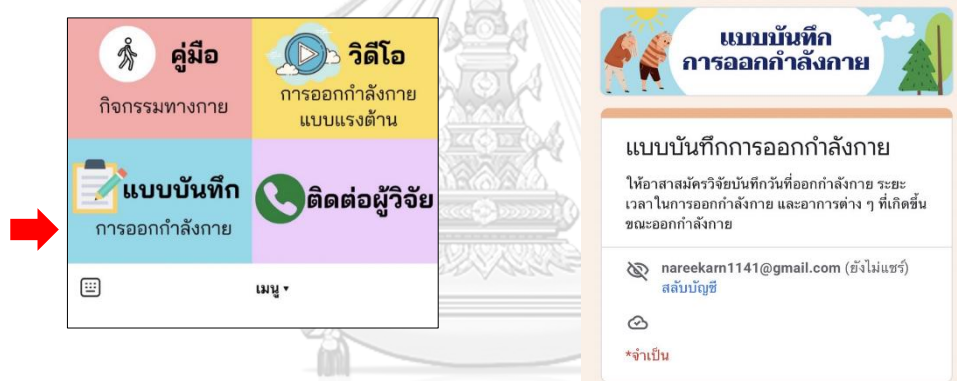 คู่มือ
กิจกรรมทางกาย
วิดีโอ
การออกกำลังกาย
แบบแรงต้าน
แบบบันทึก
การออกกำลังกาย
ติดต่อผู้วิจัย
เมนู
แบบบันทึก
การออกกำลังกาย
แบบบันทึกการออกกำลังกาย
ให้อาสาสมัครวิจัยบันทึกวันที่ออกกำลังกาย ระยะ
เวลาในการออกกำลังกาย และอาการต่าง ๆ ที่เกิดขึ้น
ขณะออกกำลังกาย
nareekarn1141@gmail.com (ยังไม่แชร์)
สลับบัญชี
*จำเป็น